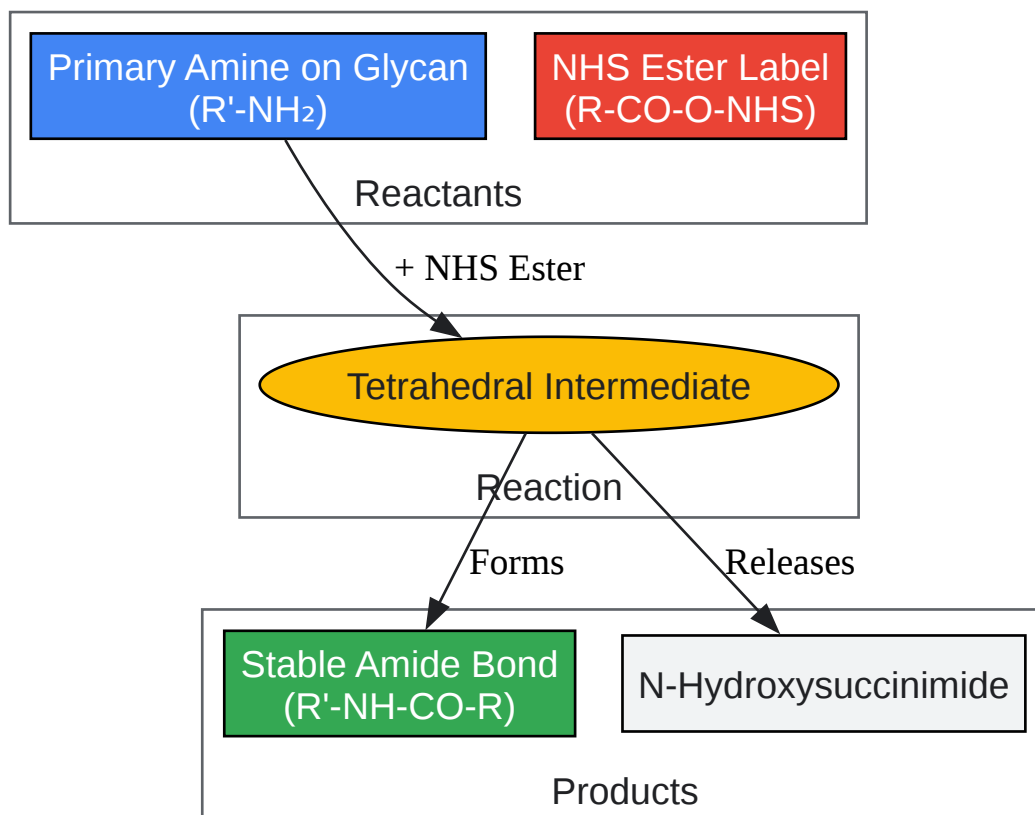 Primary Amine on Glycan
(R'-NH₂)
NHS Ester Label
(R-CO-O-NHS)
Reactants
+ NHS Ester
Tetrahedral Intermediate
Reaction
Forms
Releases
Stable Amide Bond
(R'-NH-CO-R)
N-Hydroxysuccinimide
Products